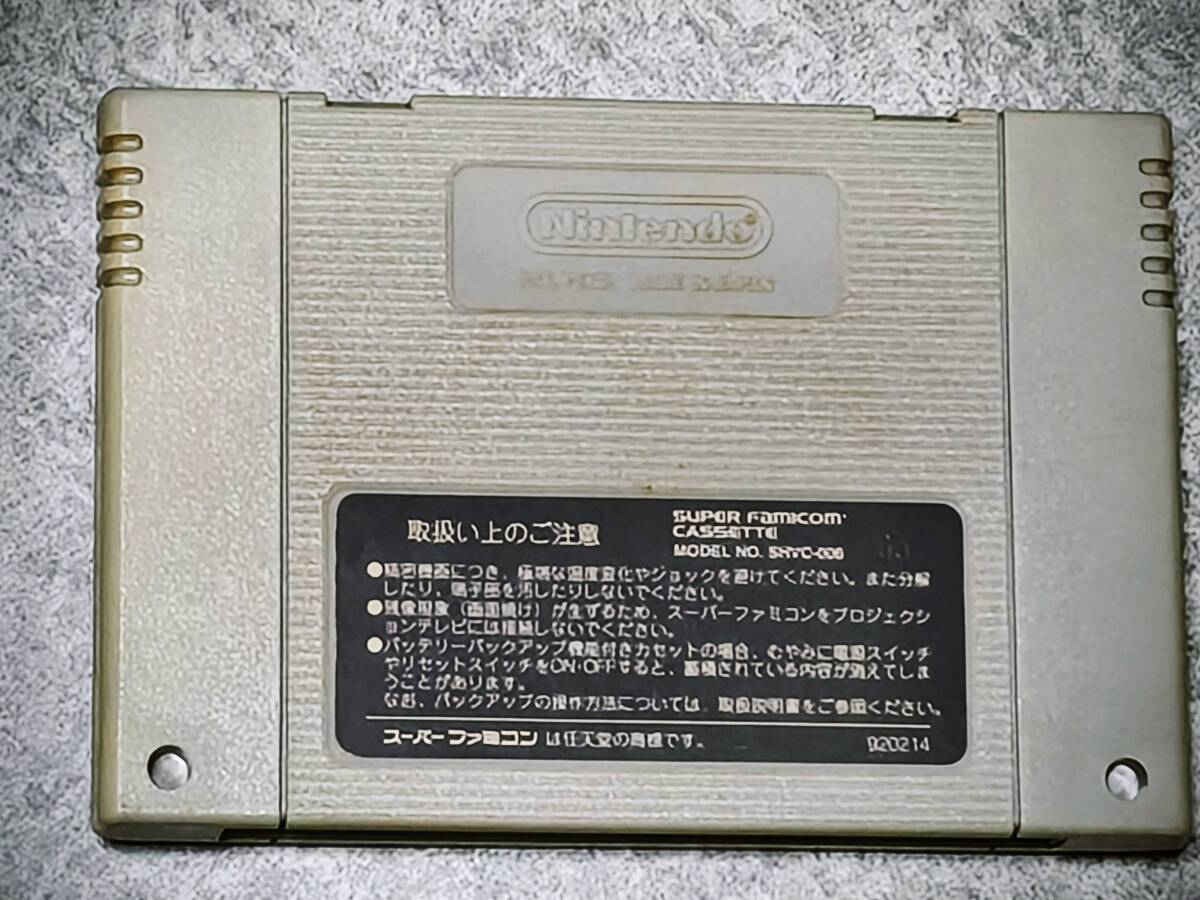 Nintendo
MADE IN JAPAN
取扱い上のご注意
SUPER FAMICOM
CASSETTE
MODEL NO. SHVC-006
●精密機器につき、極端な温度変化やショックを避けてください。また分解
したり、端子部を汚したりしないでください。
●残像現象（画面焼け）が生ずるため、スーパーファミコンをプロジェクシ
ョンテレビには接続しないでください。
●バッテリーバックアップ機能付きカセットの場合、むやみに電源スイッチ
やリセットスイッチをON・OFFすると、蓄積されている内容が消えてしま
うことがあります。
なお、バックアップの操作方法については、取扱説明書をご参照ください。
スーパーファミコンは任天堂の商標です。
920214